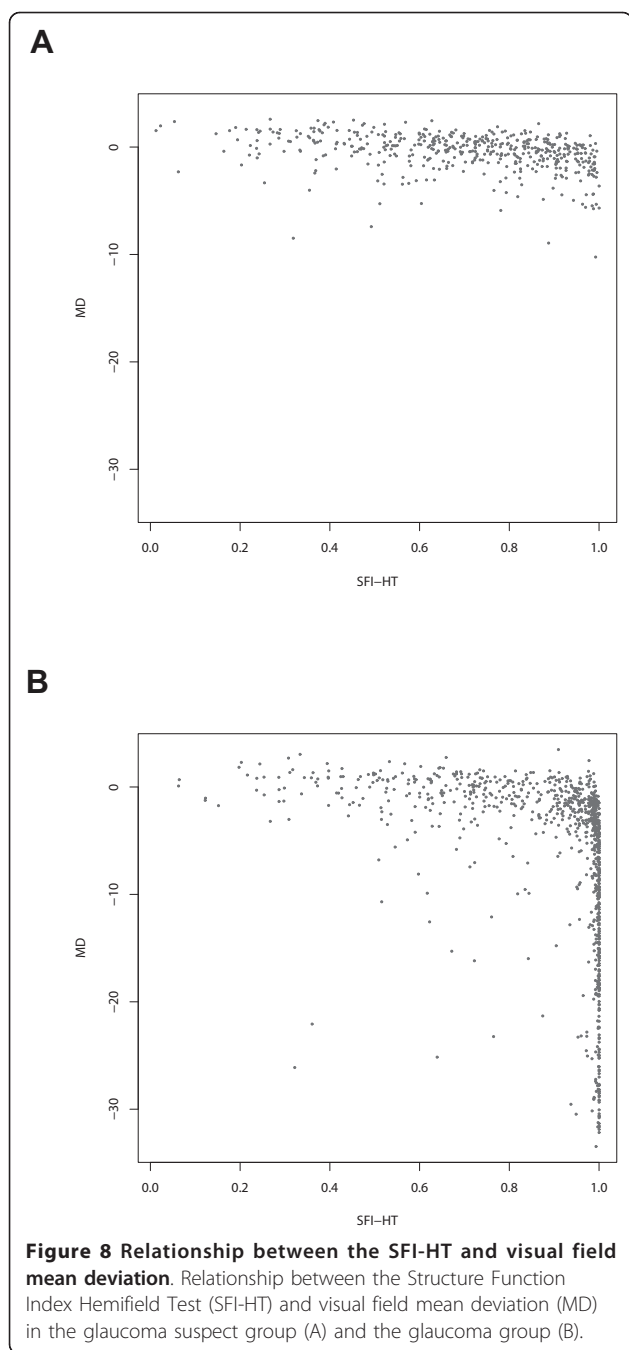 A
0
−10
−20
−30
MD
0.0 0.2 0.4 0.6 0.8 1.0
SFI−HT
B
0
−10
−20
−30
MD
0.0 0.2 0.4 0.6 0.8 1.0
SFI−HT
Figure 8 Relationship between the SFI-HT and visual field
mean deviation. Relationship between the Structure Function
Index Hemifield Test (SFI-HT) and visual field mean deviation (MD)
in the glaucoma suspect group (A) and the glaucoma group (B).